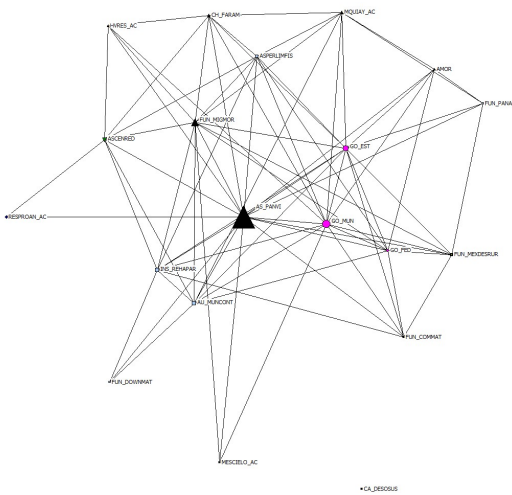 MQUIAY_AC
CH_FARAM
HVRES_AC
ASPERLIMFIS
AMOR
FUN_PANA
FUN_MIGMOR
ASCENRED
GO_EST
AS_PANVI
RESPROAN_AC
GO_MUN
GO_FED
FUN_MEXDESRUR
INS_REHAPAR
AU_MUNCONT
FUN_COMMAT
FUN_DOWNMAT
MESCIELO_AC
CA_DESOSUS